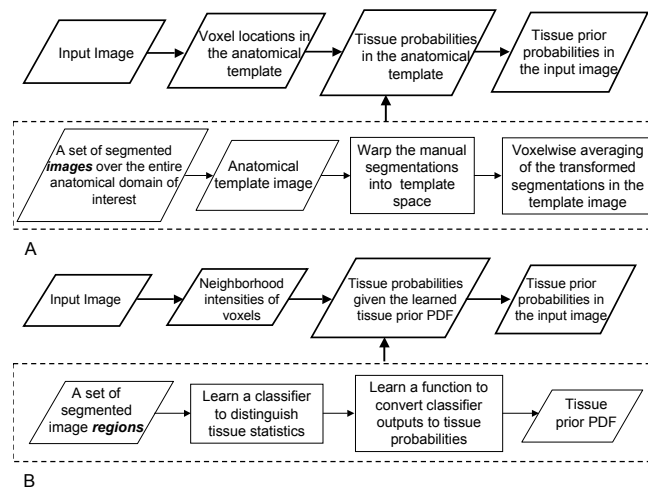 Input Image
Voxel locations in
the anatomical
template
Tissue probabilities
in the anatomical
template
Tissue prior
probabilities in
the input image
A set of segmented
images over the entire
anatomical domain of
interest
Anatomical
template image
Warp the manual
segmentations
into template
space
Voxelwise averaging
of the transformed
segmentations in the
template image
A
Input Image
Neighborhood
intensities of
voxels
Tissue probabilities
given the learned
tissue prior PDF
Tissue prior
probabilities in
the input image
A set of
segmented
image regions
Learn a classifier
to distinguish
tissue statistics
Learn a function to
convert classifier
outputs to tissue
probabilities
Tissue
prior PDF
B